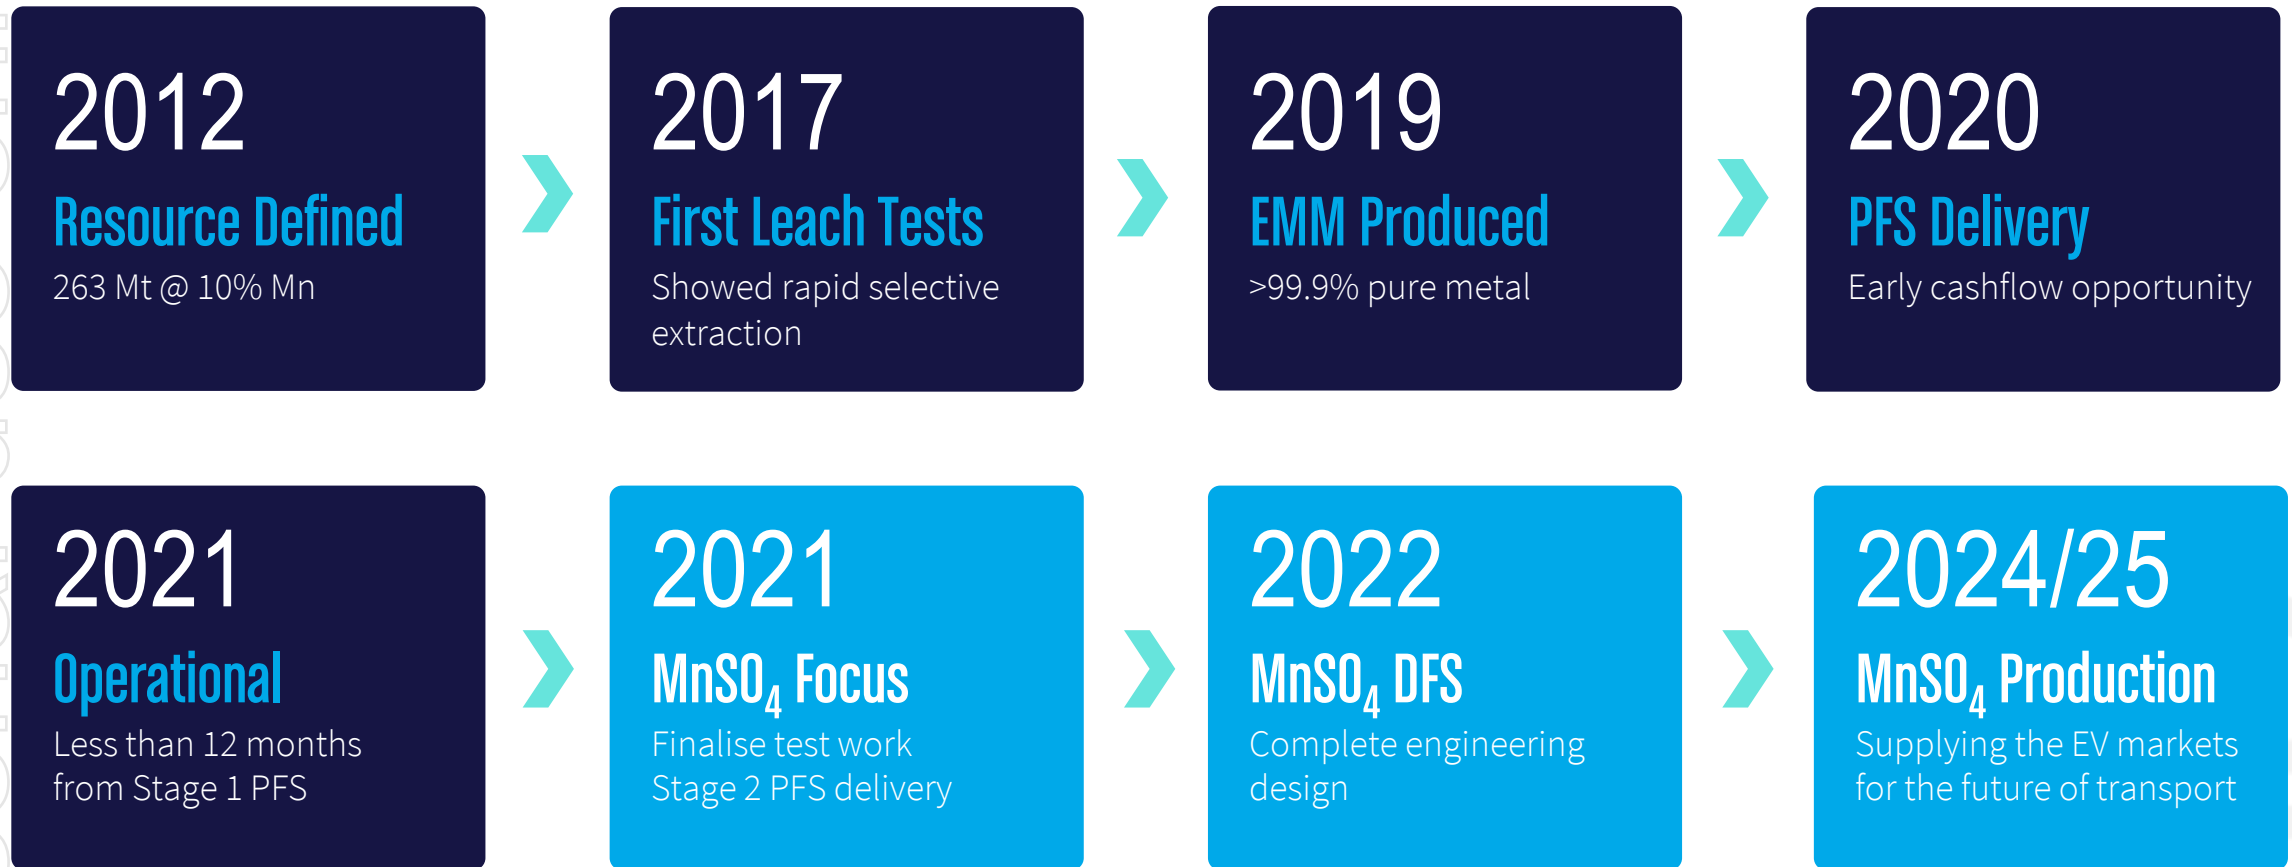 2012
Resource Defined
263 Mt @ 10% Mn
2017
First Leach Tests
Showed rapid selective
extraction
2019
EMM Produced
>99.9% pure metal
2020
PFS Delivery
Early cashflow opportunity
2021
Operational
Less than 12 months
from Stage 1 PFS
2021
MnSO₄ Focus
Finalise test work
Stage 2 PFS delivery
2022
MnSO₄ DFS
Complete engineering
design
2024/25
MnSO₄ Production
Supplying the EV markets
for the future of transport